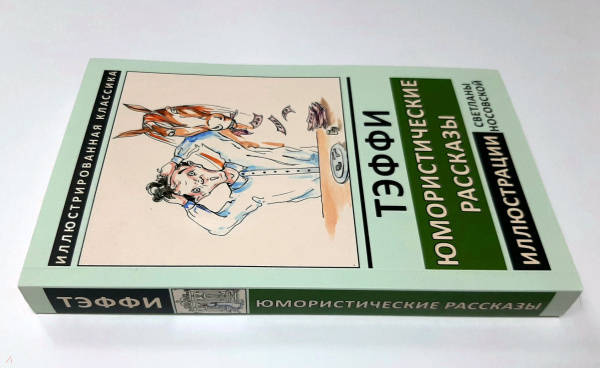 ИЛЛЮСТРИРОВАННАЯ КЛАССИКА
ТЭФФИ
ЮМОРИСТИЧЕСКИЕ
РАССКАЗЫ
ИЛЛЮСТРАЦИИ
СВЕТЛАНЫ
НОСОВСКОЙ
ТЭФФИ
ЮМОРИСТИЧЕСКИЕ РАССКАЗЫ